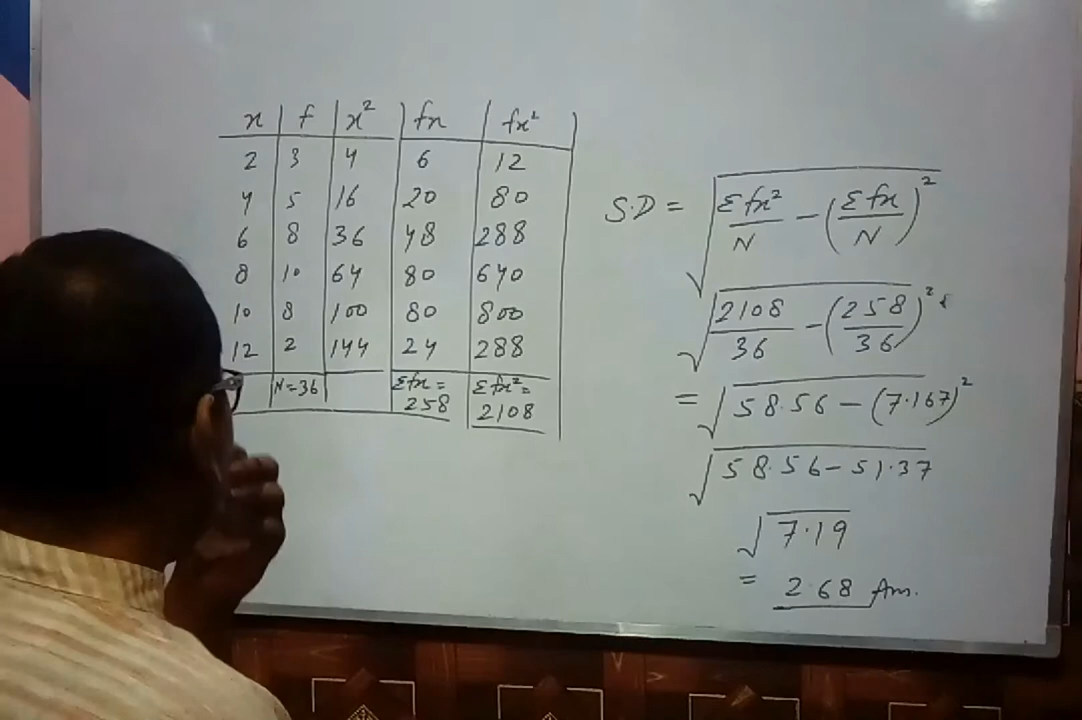 x f x² fx fx²
2 3 4 6 12
4 5 16 20 80
6 8 36 48 288
8 10 64 80 640
10 8 100 80 800
12 2 144 24 288
N=36 Σfx= 258 Σfx²= 2108
S.D = √Σfx²/N - (Σfx/N)²
√2108/36 - (258/36)²
= √58.56 - (7.167)²
√58.56 - 51.37
√7.19
= 2.68 Ans.